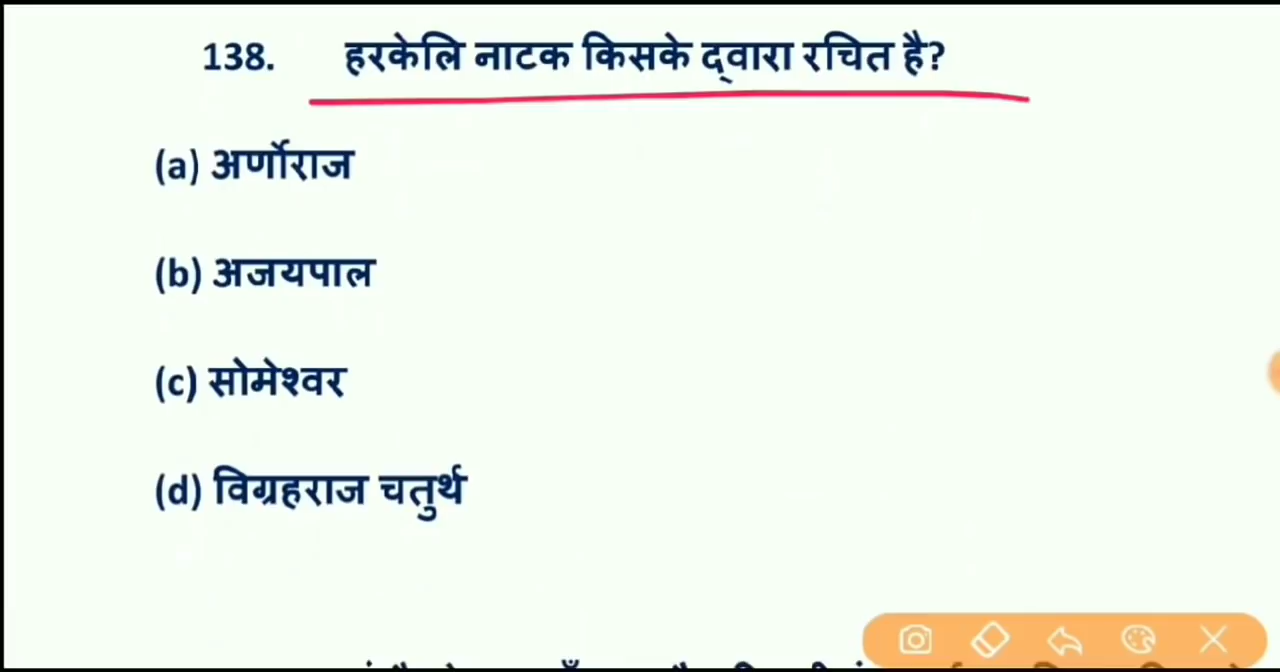 138. हरकेलि नाटक किसके द्वारा रचित है?
(a) अर्णोराज
(b) अजयपाल
(c) सोमेश्वर
(d) विग्रहराज चतुर्थ